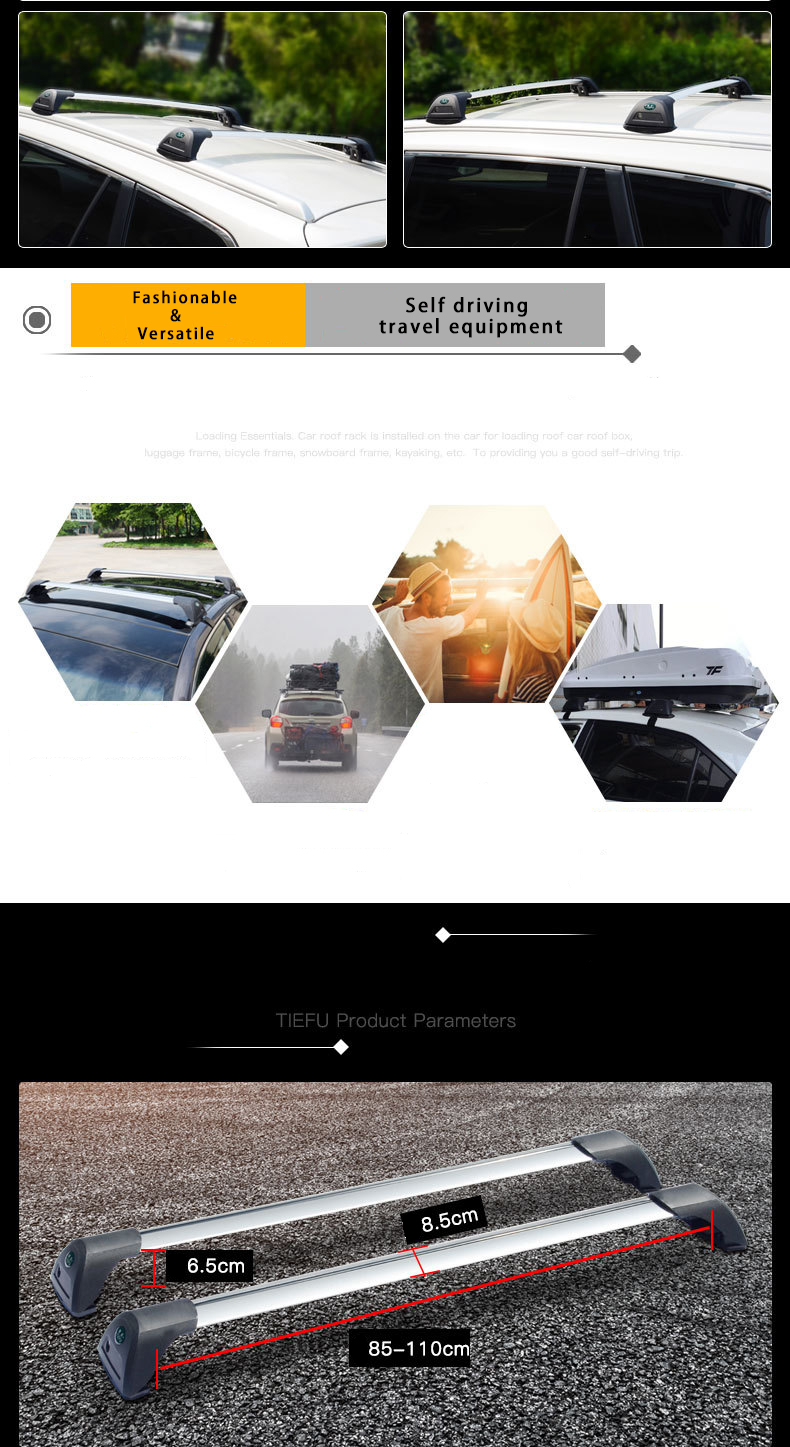 Fashionable
&
Versatile
Self driving
travel equipment
Loading Essentials. Car roof rack is installed on the car for loading roof car roof box,
luggage frame, bicycle frame, snowboard frame, kayaking, etc. To providing you a good self-driving trip.
TF
TIEFU Product Parameters
8.5cm
6.5cm
85-110cm